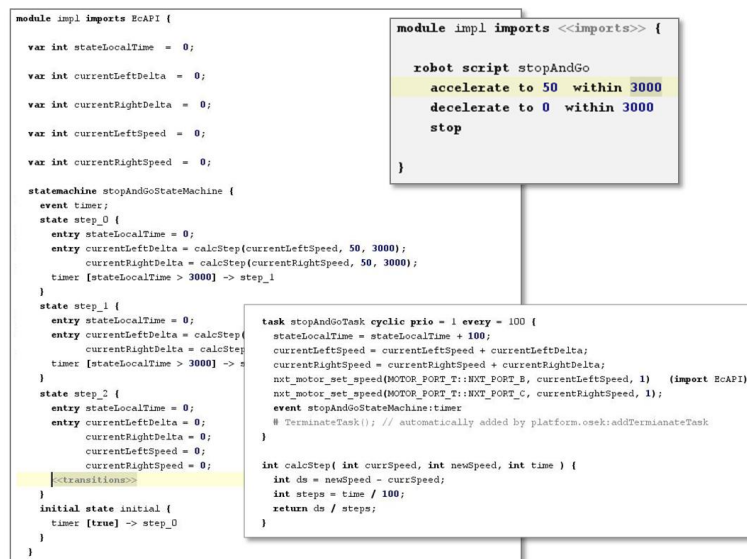 module impl imports EcAPI {
var int stateLocalTime = 0;
var int currentLeftDelta = 0;
var int currentRightDelta = 0;
var int currentLeftSpeed = 0;
var int currentRightSpeed = 0;
statemachine stopAndGoStateMachine {
event timer;
state step_0 {
entry stateLocalTime = 0;
entry currentLeftDelta = calcStep(currentLeftSpeed, 50, 3000);
currentRightDelta = calcStep(currentRightSpeed, 50, 3000);
timer [stateLocalTime > 3000] -> step_1
}
state step_1 {
entry stateLocalTime = 0;
entry currentLeftDelta = calcStep(
currentRightDelta = calcStep
timer [stateLocalTime > 3000] -> s
}
state step_2 {
entry stateLocalTime = 0;
entry currentLeftDelta = 0;
currentRightDelta = 0;
currentLeftSpeed = 0;
currentRightSpeed = 0;
<<transitions>>
}
initial state initial {
timer [true] -> step_0
}
}
module impl imports <<imports>> {
robot script stopAndGo
accelerate to 50 within 3000
decelerate to 0 within 3000
stop
}
task stopAndGoTask cyclic prio = 1 every = 100 {
stateLocalTime = stateLocalTime + 100;
currentLeftSpeed = currentLeftSpeed + currentLeftDelta;
currentRightSpeed = currentRightSpeed + currentRightDelta;
nxt_motor_set_speed(MOTOR_PORT_T::NXT_PORT_B, currentLeftSpeed, 1) (import EcAPI)
nxt_motor_set_speed(MOTOR_PORT_T::NXT_PORT_C, currentRightSpeed, 1);
event stopAndGoStateMachine:timer
# TerminateTask(); // automatically added by platform.osek:addTermianateTask
}
int calcStep( int currSpeed, int newSpeed, int time ) {
int ds = newSpeed - currSpeed;
int steps = time / 100;
return ds / steps;
}